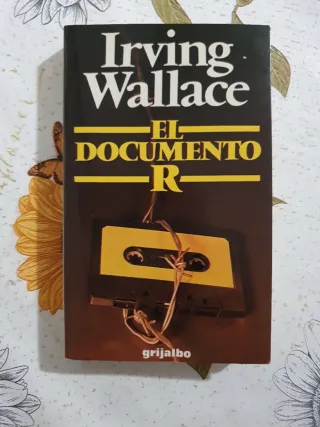 Irving
Wallace
EL
DOCUMENTO
R
grijalbo